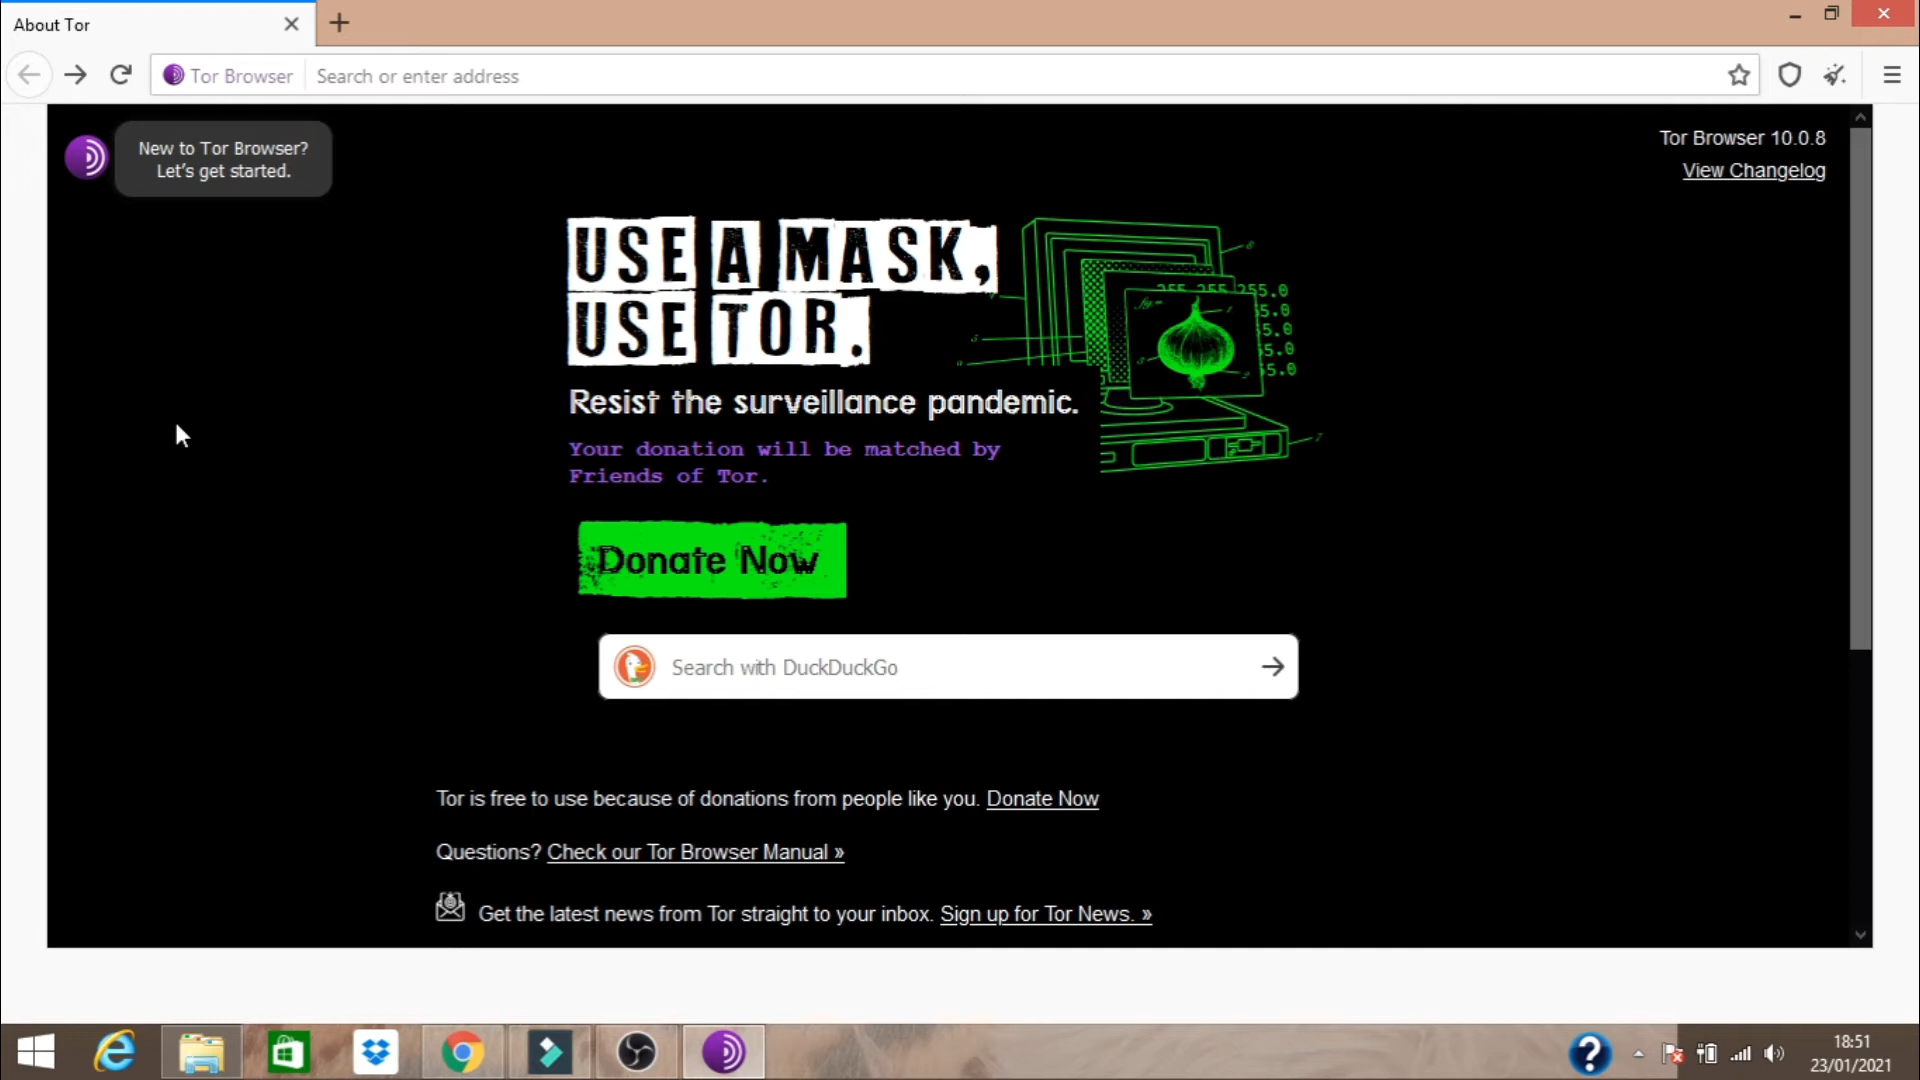 About Tor
Tor Browser
Search or enter address
New to Tor Browser?
Let's get started.
Tor Browser 10.0.8
View Changelog
USE A MASK,
USE TOR.
Resist the surveillance pandemic.
Your donation will be matched by
Friends of Tor.
Donate Now
Search with DuckDuckGo
Tor is free to use because of donations from people like you. Donate Now
Questions? Check our Tor Browser Manual »
Get the latest news from Tor straight to your inbox. Sign up for Tor News. »
18:51
23/01/2021